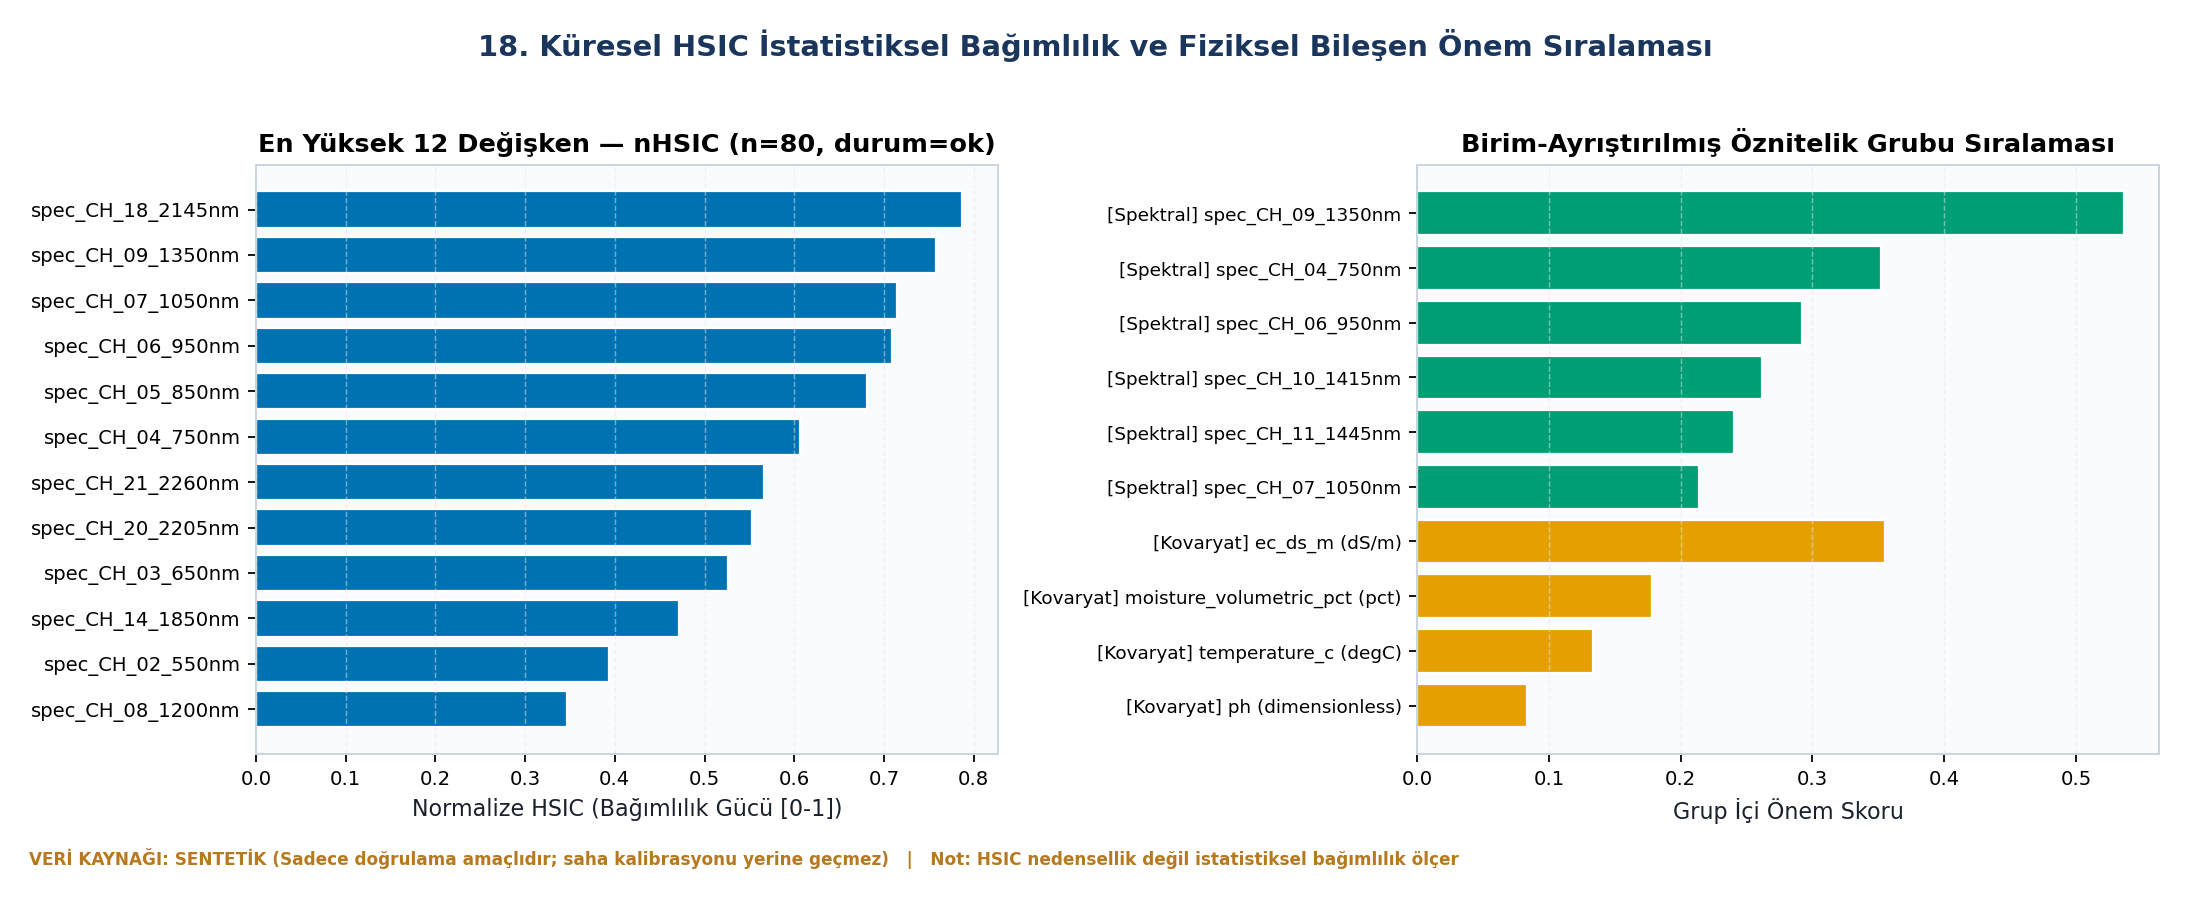 18. Küresel HSIC İstatistiksel Bağımlılık ve Fiziksel Bileşen Önem Sıralaması
En Yüksek 12 Değişken — nHSIC (n=80, durum=ok)
spec_CH_18_2145nm
spec_CH_09_1350nm
spec_CH_07_1050nm
spec_CH_06_950nm
spec_CH_05_850nm
spec_CH_04_750nm
spec_CH_21_2260nm
spec_CH_20_2205nm
spec_CH_03_650nm
spec_CH_14_1850nm
spec_CH_02_550nm
spec_CH_08_1200nm
0.0 0.1 0.2 0.3 0.4 0.5 0.6 0.7 0.8
Normalize HSIC (Bağımlılık Gücü [0-1])
Birim-Ayrıştırılmış Öznitelik Grubu Sıralaması
[Spektral] spec_CH_09_1350nm
[Spektral] spec_CH_04_750nm
[Spektral] spec_CH_06_950nm
[Spektral] spec_CH_10_1415nm
[Spektral] spec_CH_11_1445nm
[Spektral] spec_CH_07_1050nm
[Kovaryat] ec_ds_m (dS/m)
[Kovaryat] moisture_volumetric_pct (pct)
[Kovaryat] temperature_c (degC)
[Kovaryat] ph (dimensionless)
0.0 0.1 0.2 0.3 0.4 0.5
Grup İçi Önem Skoru
VERİ KAYNAĞI: SENTETİK (Sadece doğrulama amaçlıdır; saha kalibrasyonu yerine geçmez) | Not: HSIC nedensellik değil istatistiksel bağımlılık ölçer